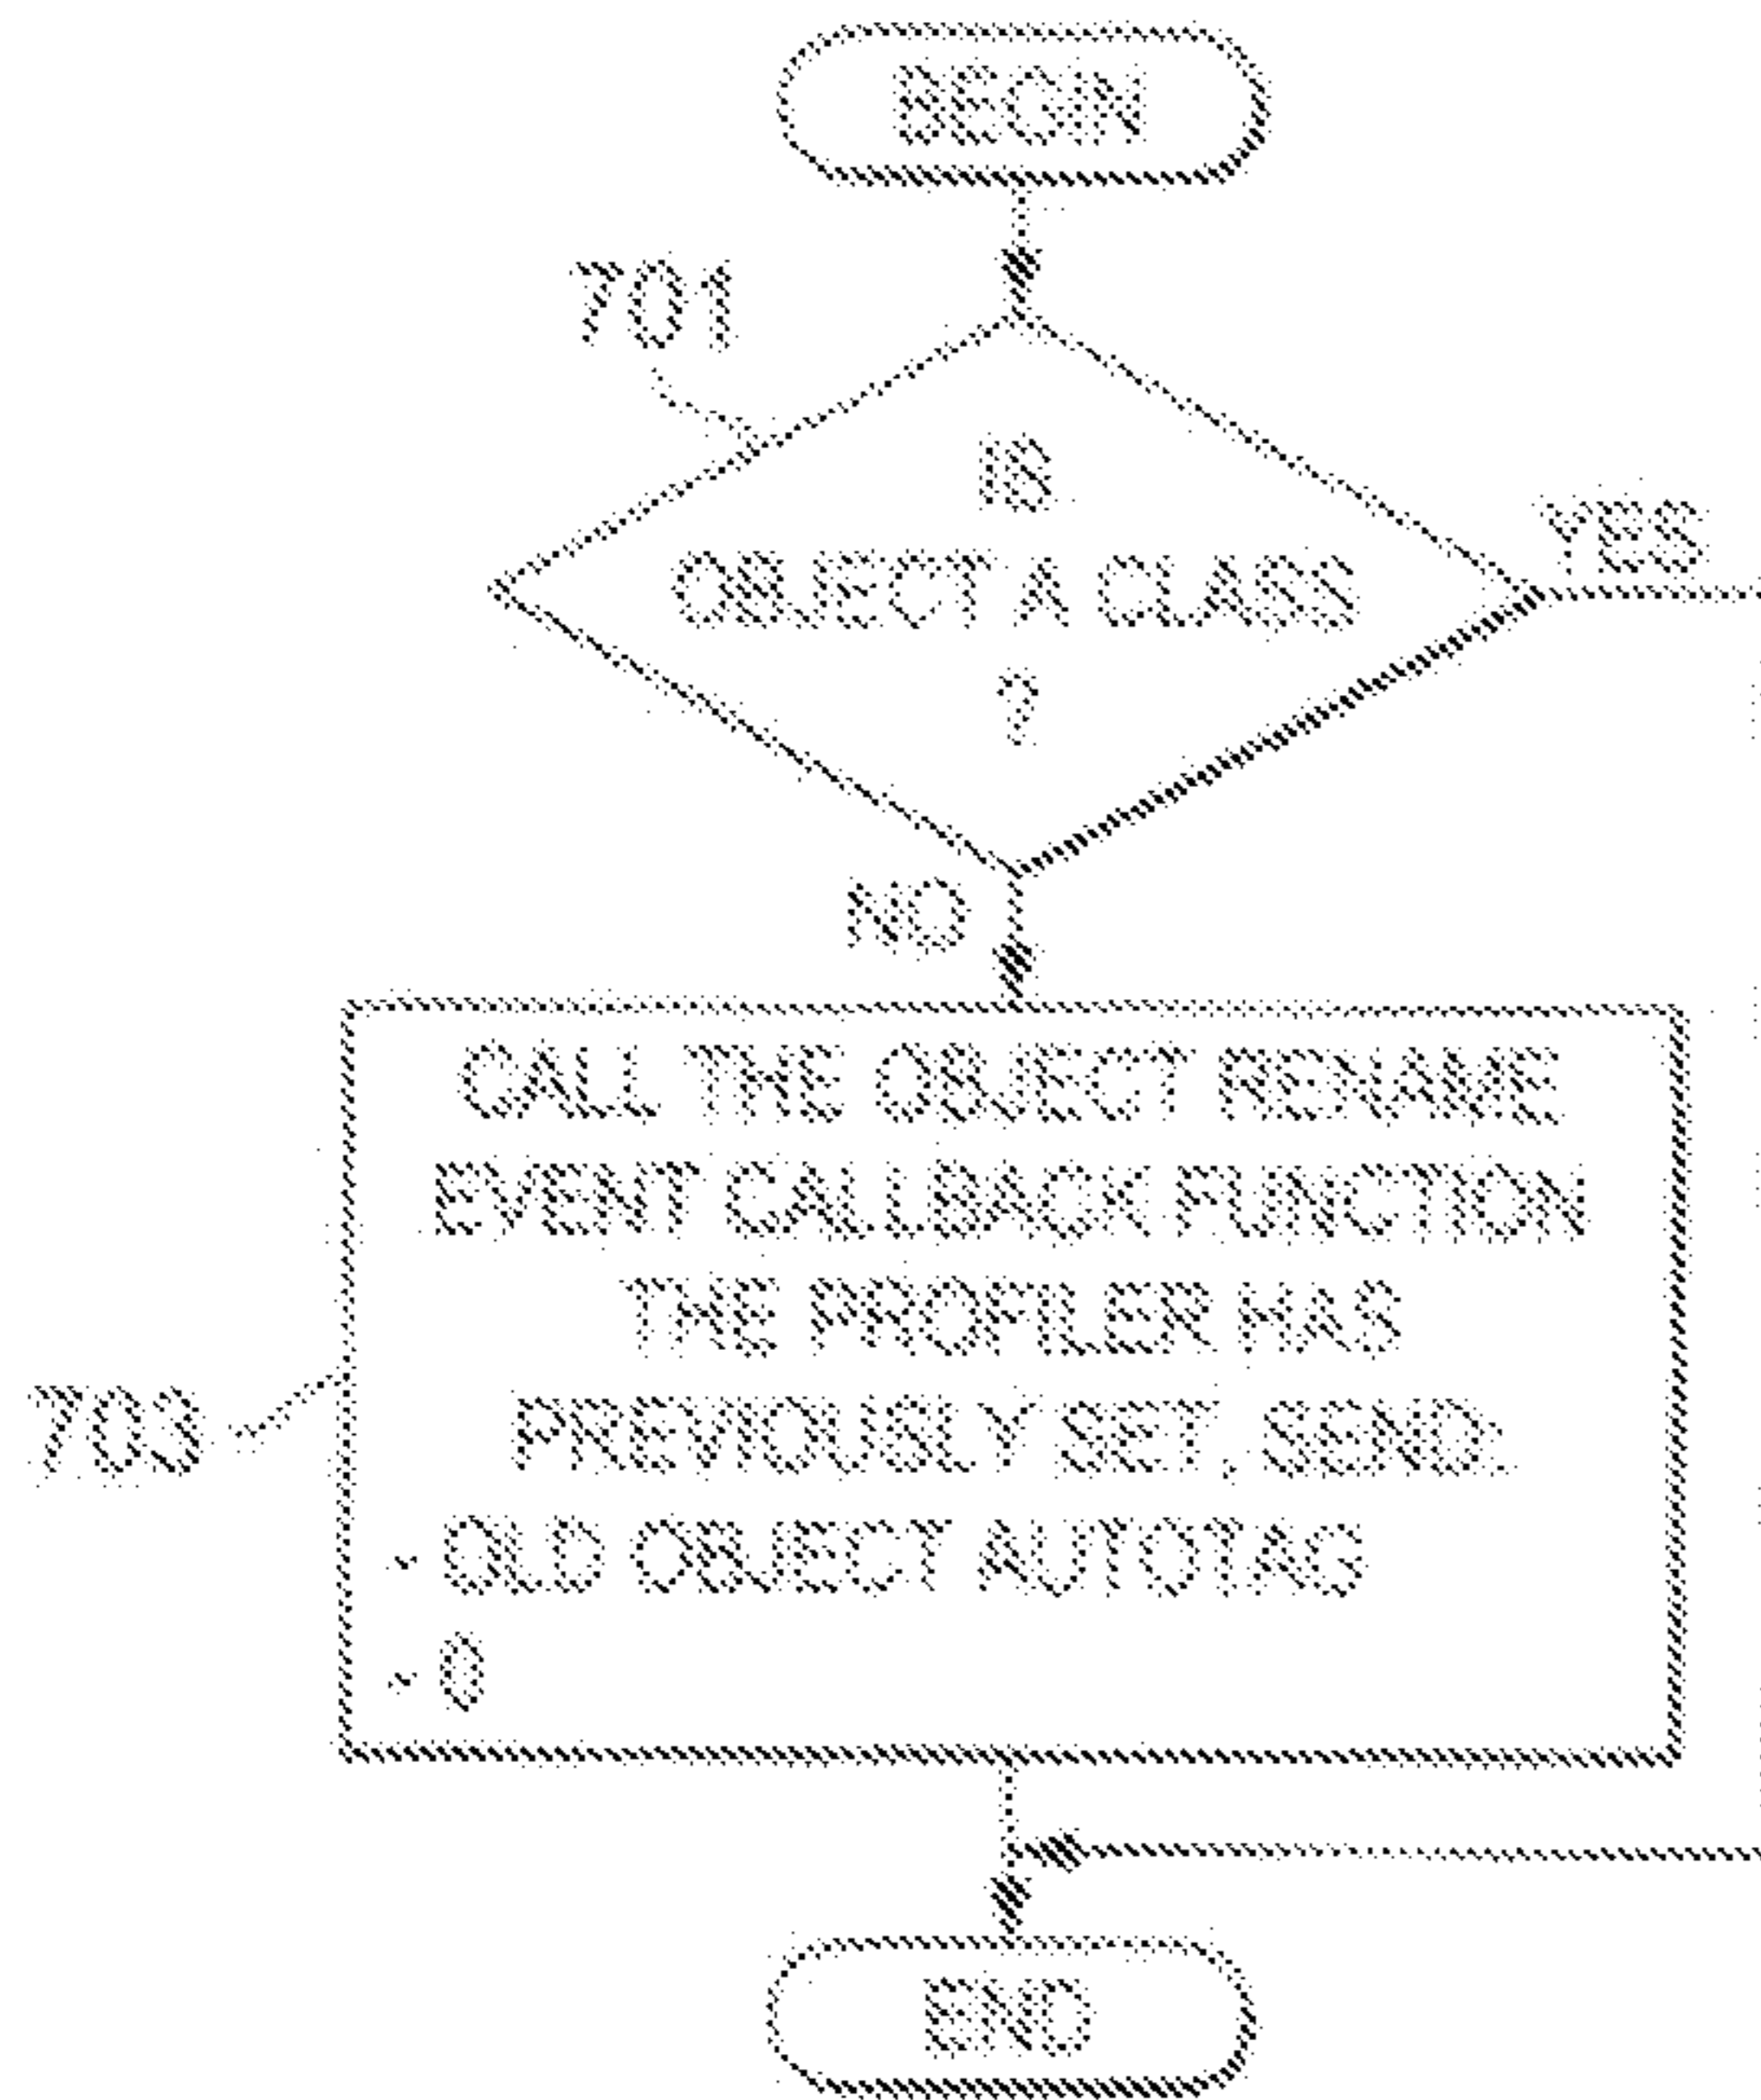 BEGIN
701
IS
OBJECT A CLASS
?
YES
NO
CALL THE OBJECT RENAME
EVENT CALLBACK FUNCTION
THE PROFILER HAS
PREVIOUSLY SET, SEND:
- OLD OBJECT AUTOTAG
- 0
703
END